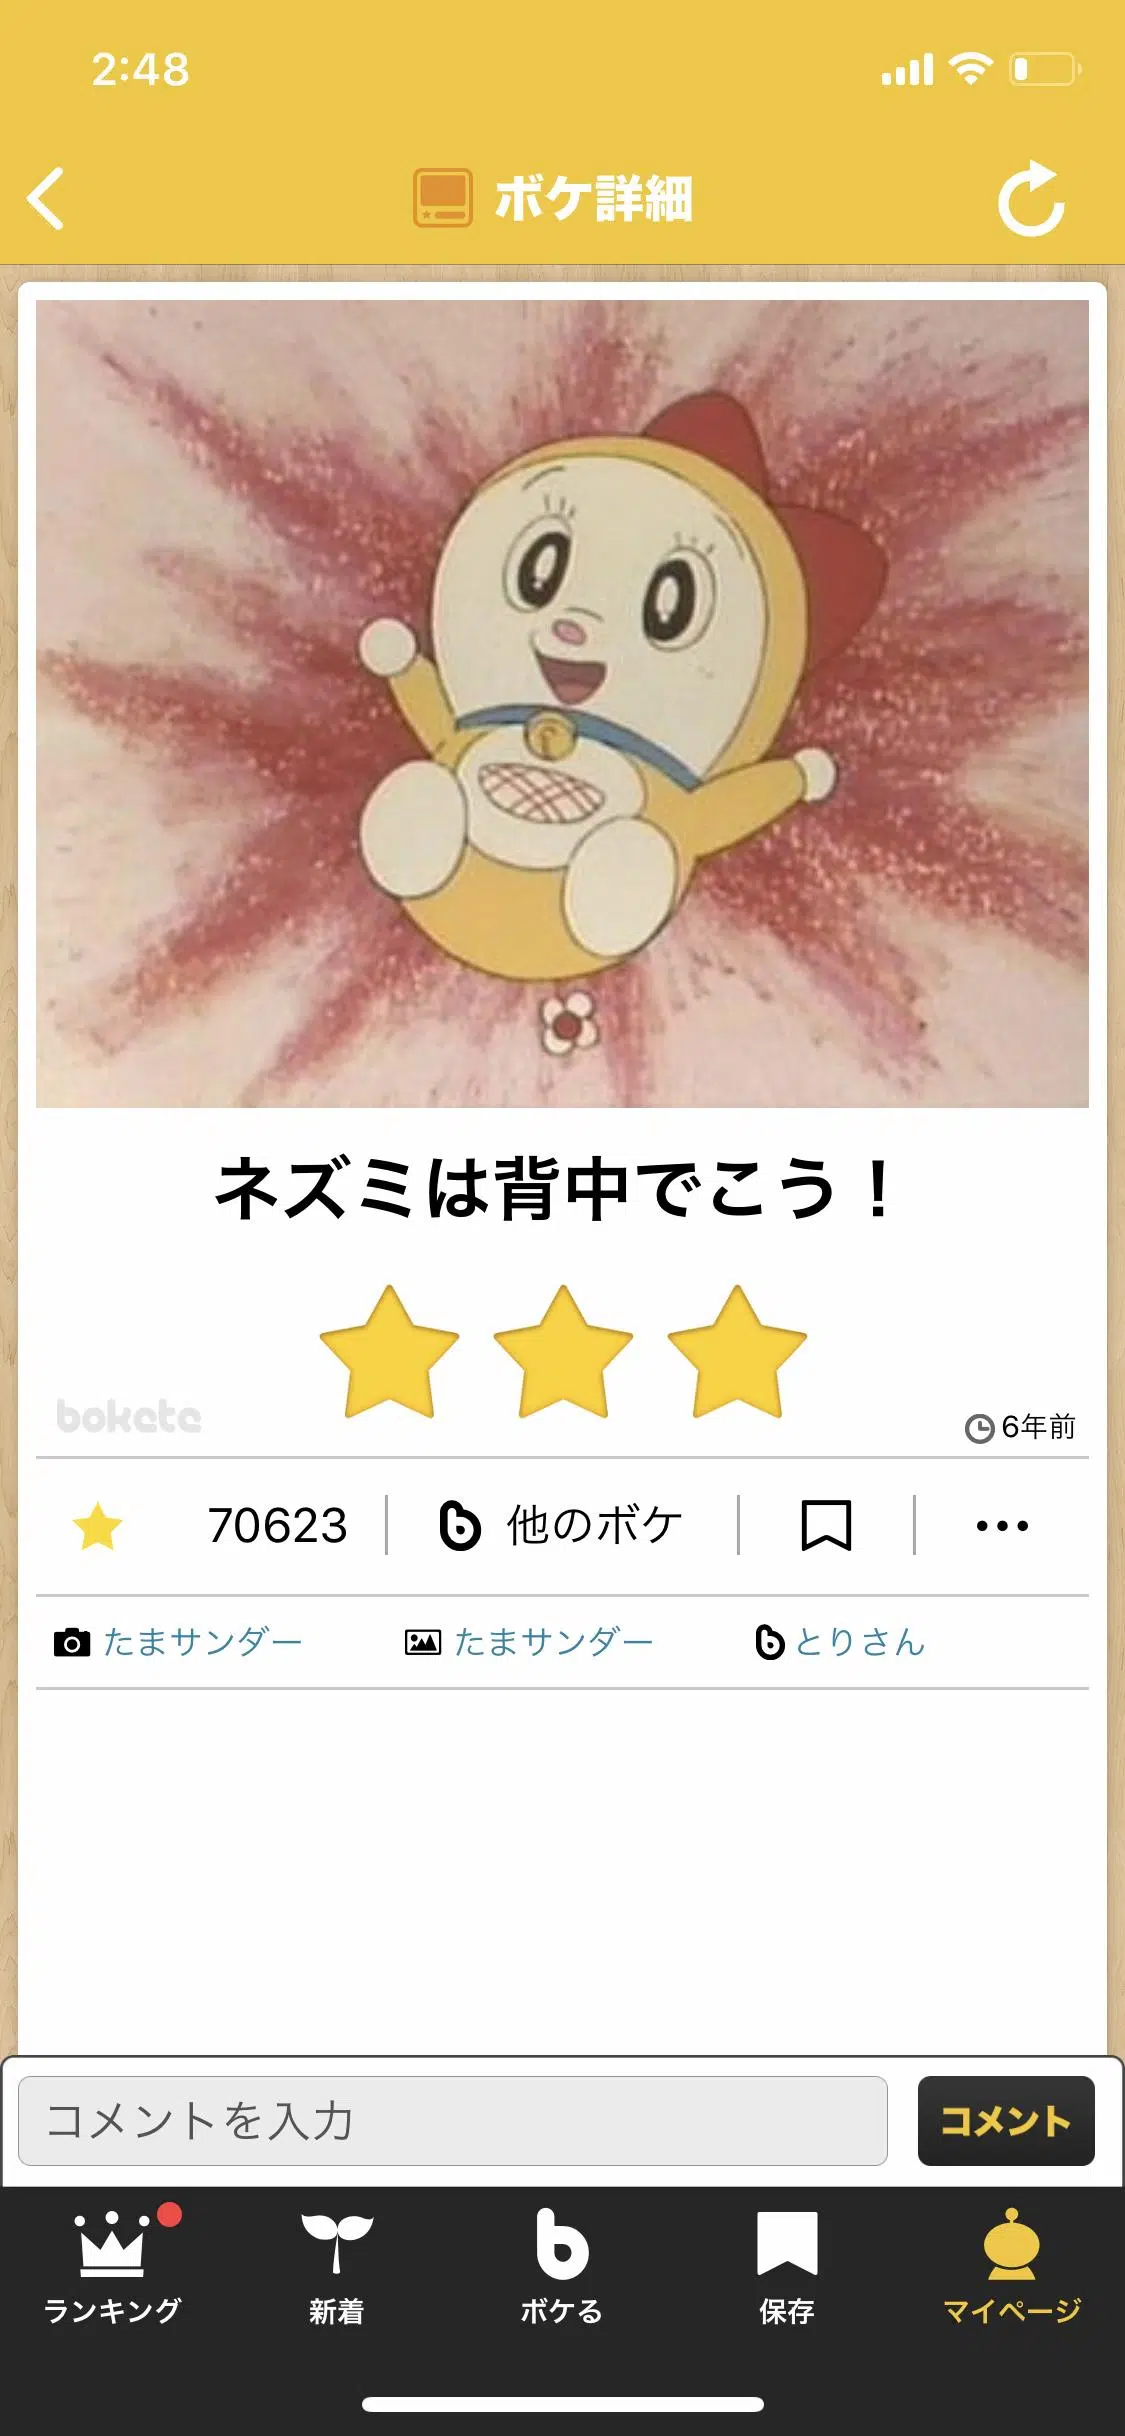 2:48
ボケ詳細
ネズミは背中でこう！
bokete
6年前
70623
他のボケ
たまサンダー
たまサンダー
とりさん
コメントを入力
コメント
ランキング
新着
ボケる
保存
マイページ